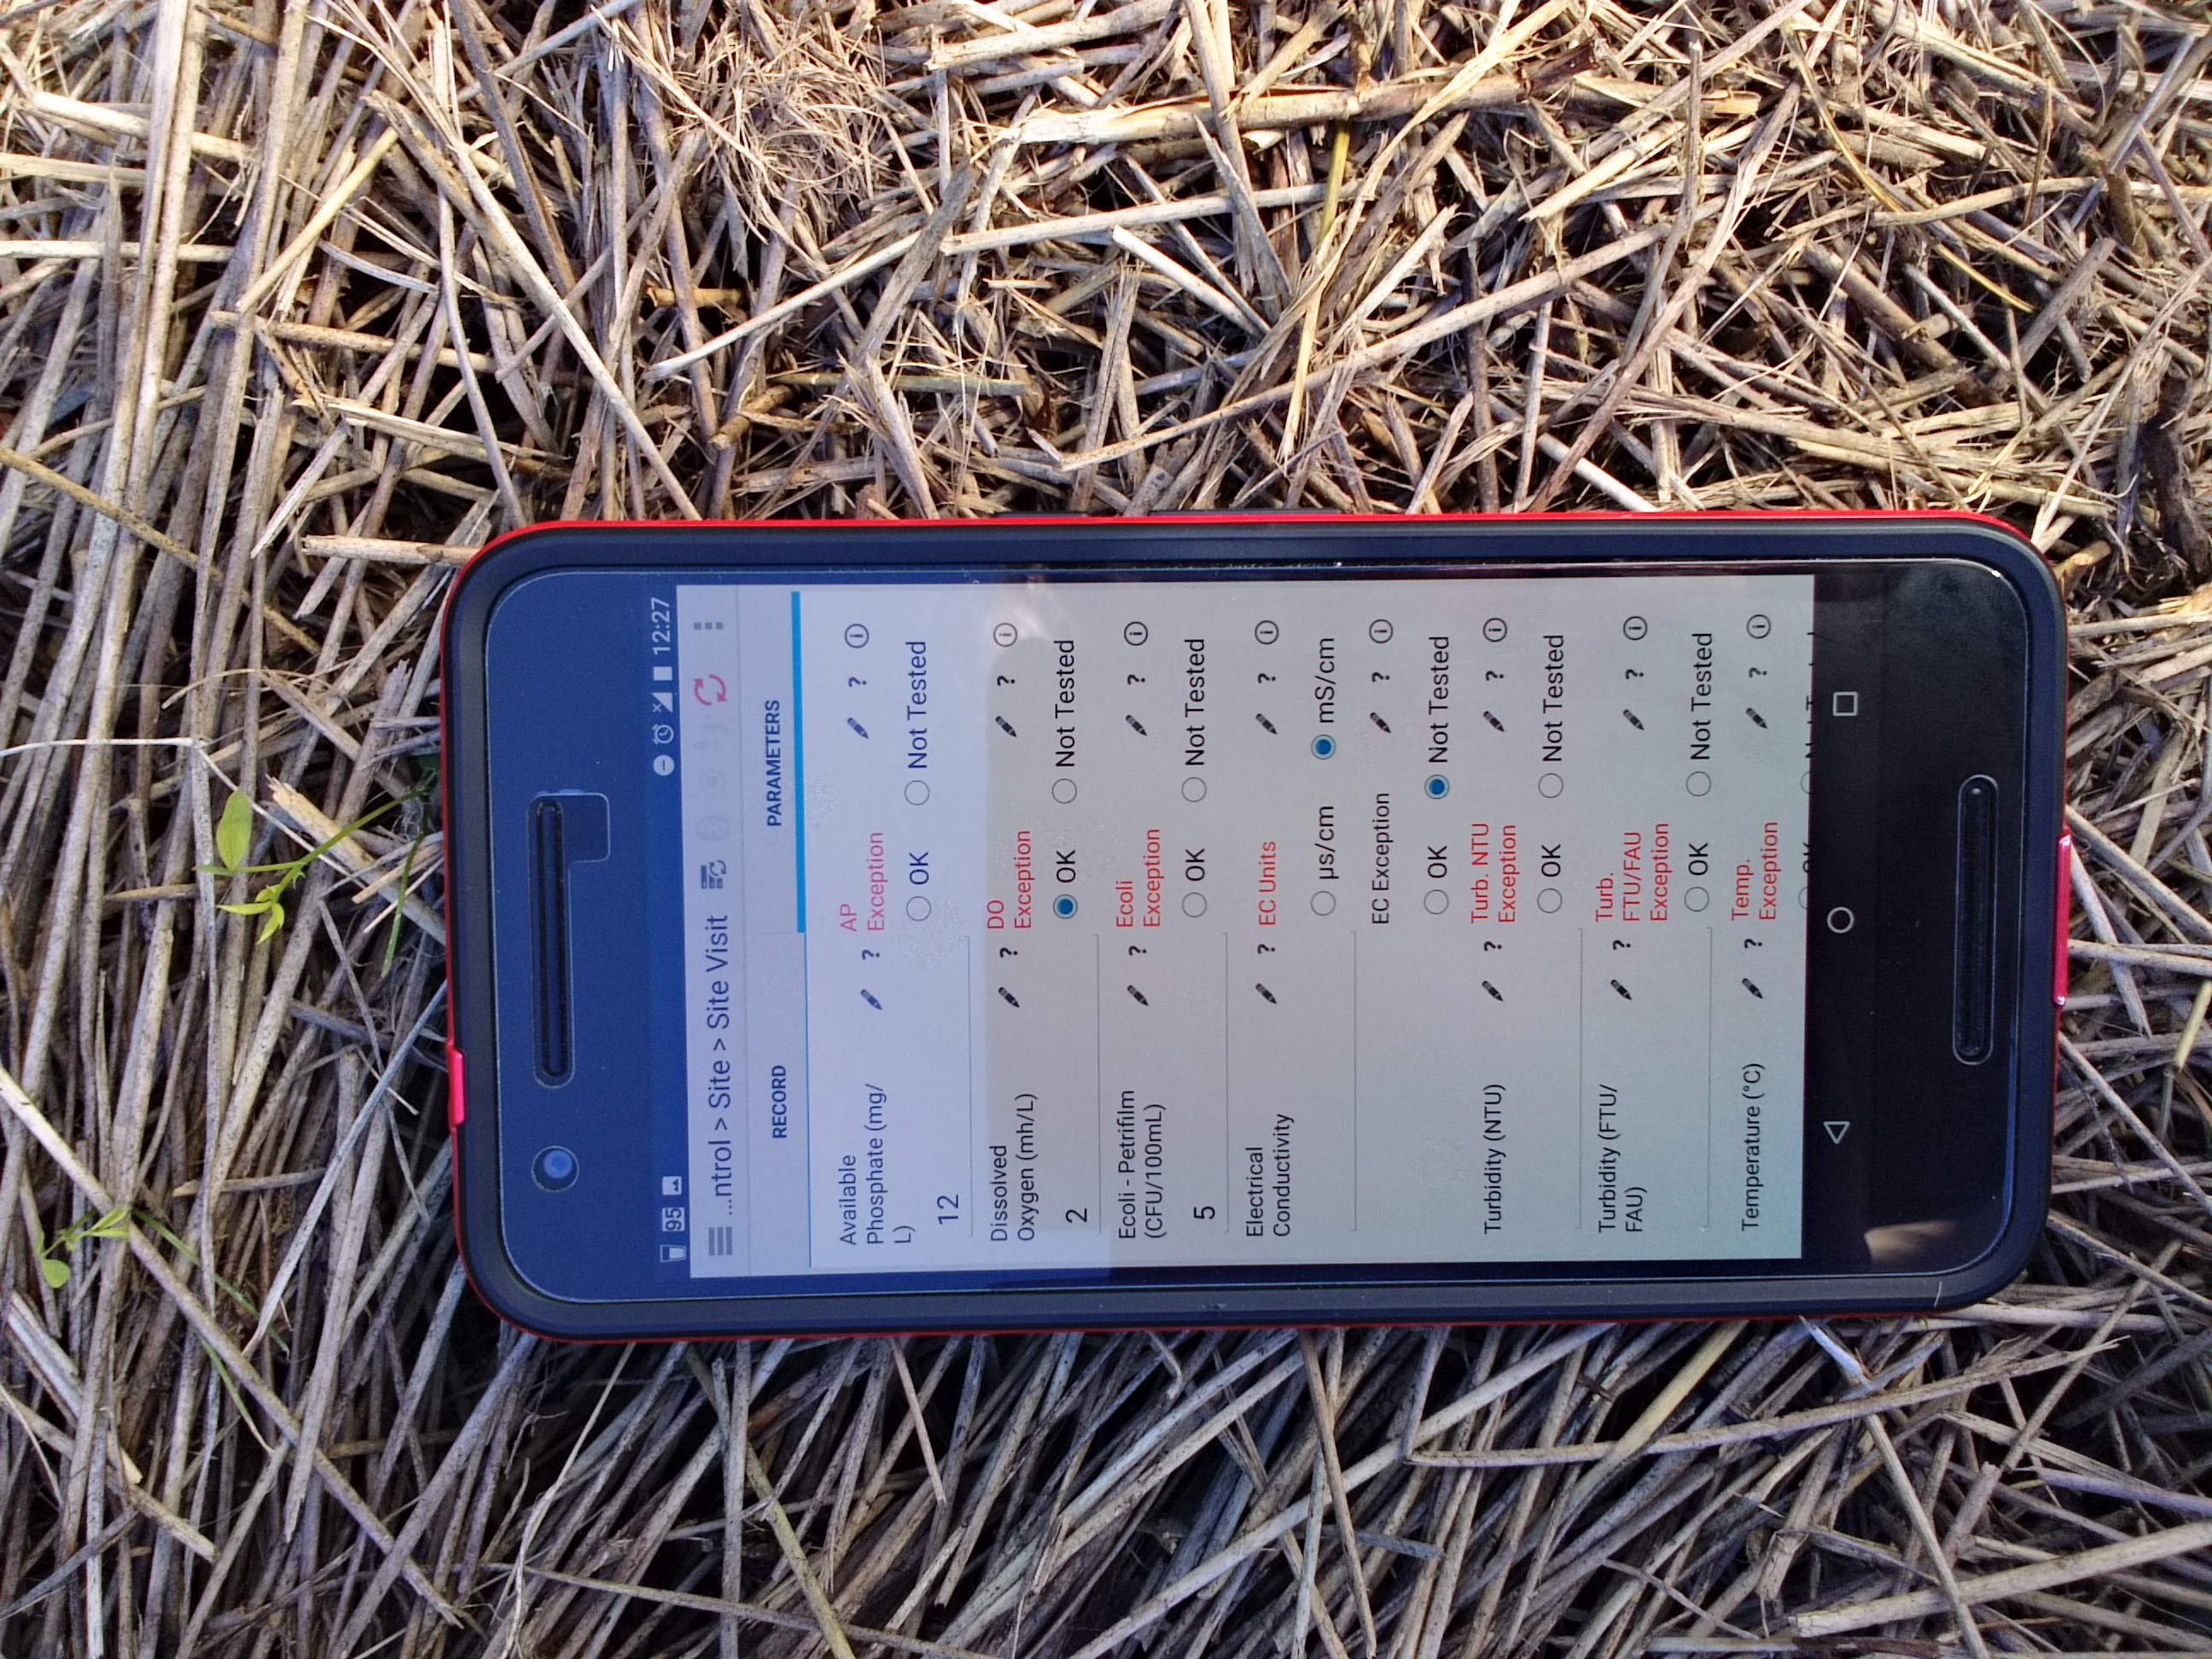 95 12:27
...ntrol > Site > Site Visit
RECORD PARAMETERS
Available
Phosphate (mg/
L)
? AP
Exception
?
OK Not Tested
12
Dissolved
Oxygen (mh/L)
? DO
Exception
?
OK Not Tested
2
Ecoli - Petrifilm
(CFU/100mL)
? Ecoli
Exception
?
OK Not Tested
5
Electrical
Conductivity
? EC Units ?
µs/cm mS/cm
EC Exception ?
OK Not Tested
Turbidity (NTU) ? Turb. NTU
Exception
?
OK Not Tested
Turbidity (FTU/
FAU)
? Turb.
FTU/FAU
Exception
?
OK Not Tested
Temperature (°C) ? Temp.
Exception
?
OK Not Tested